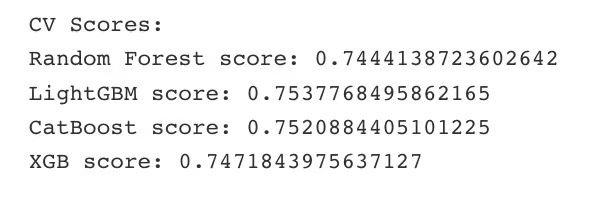 CV Scores:
Random Forest score: 0.7444138723602642
LightGBM score: 0.7537768495862165
CatBoost score: 0.7520884405101225
XGB score: 0.7471843975637127